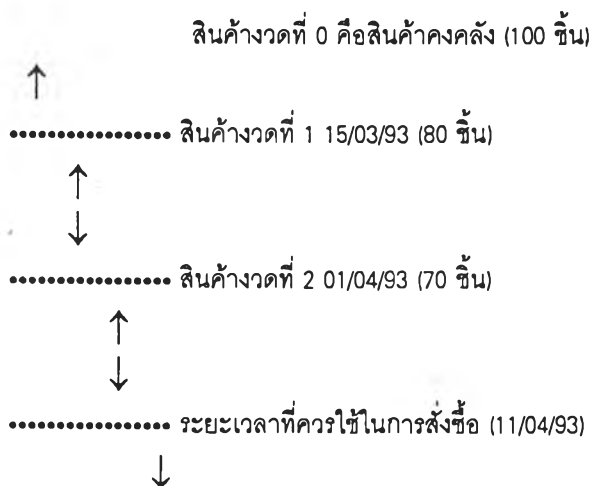 สินค้างวดที่ 0 คือสินค้าคงคลัง (100 ชิ้น)
สินค้างวดที่ 1 15/03/93 (80 ชิ้น)
สินค้างวดที่ 2 01/04/93 (70 ชิ้น)
ระยะเวลาที่ควรใช้ในการสั่งซื้อ (11/04/93)